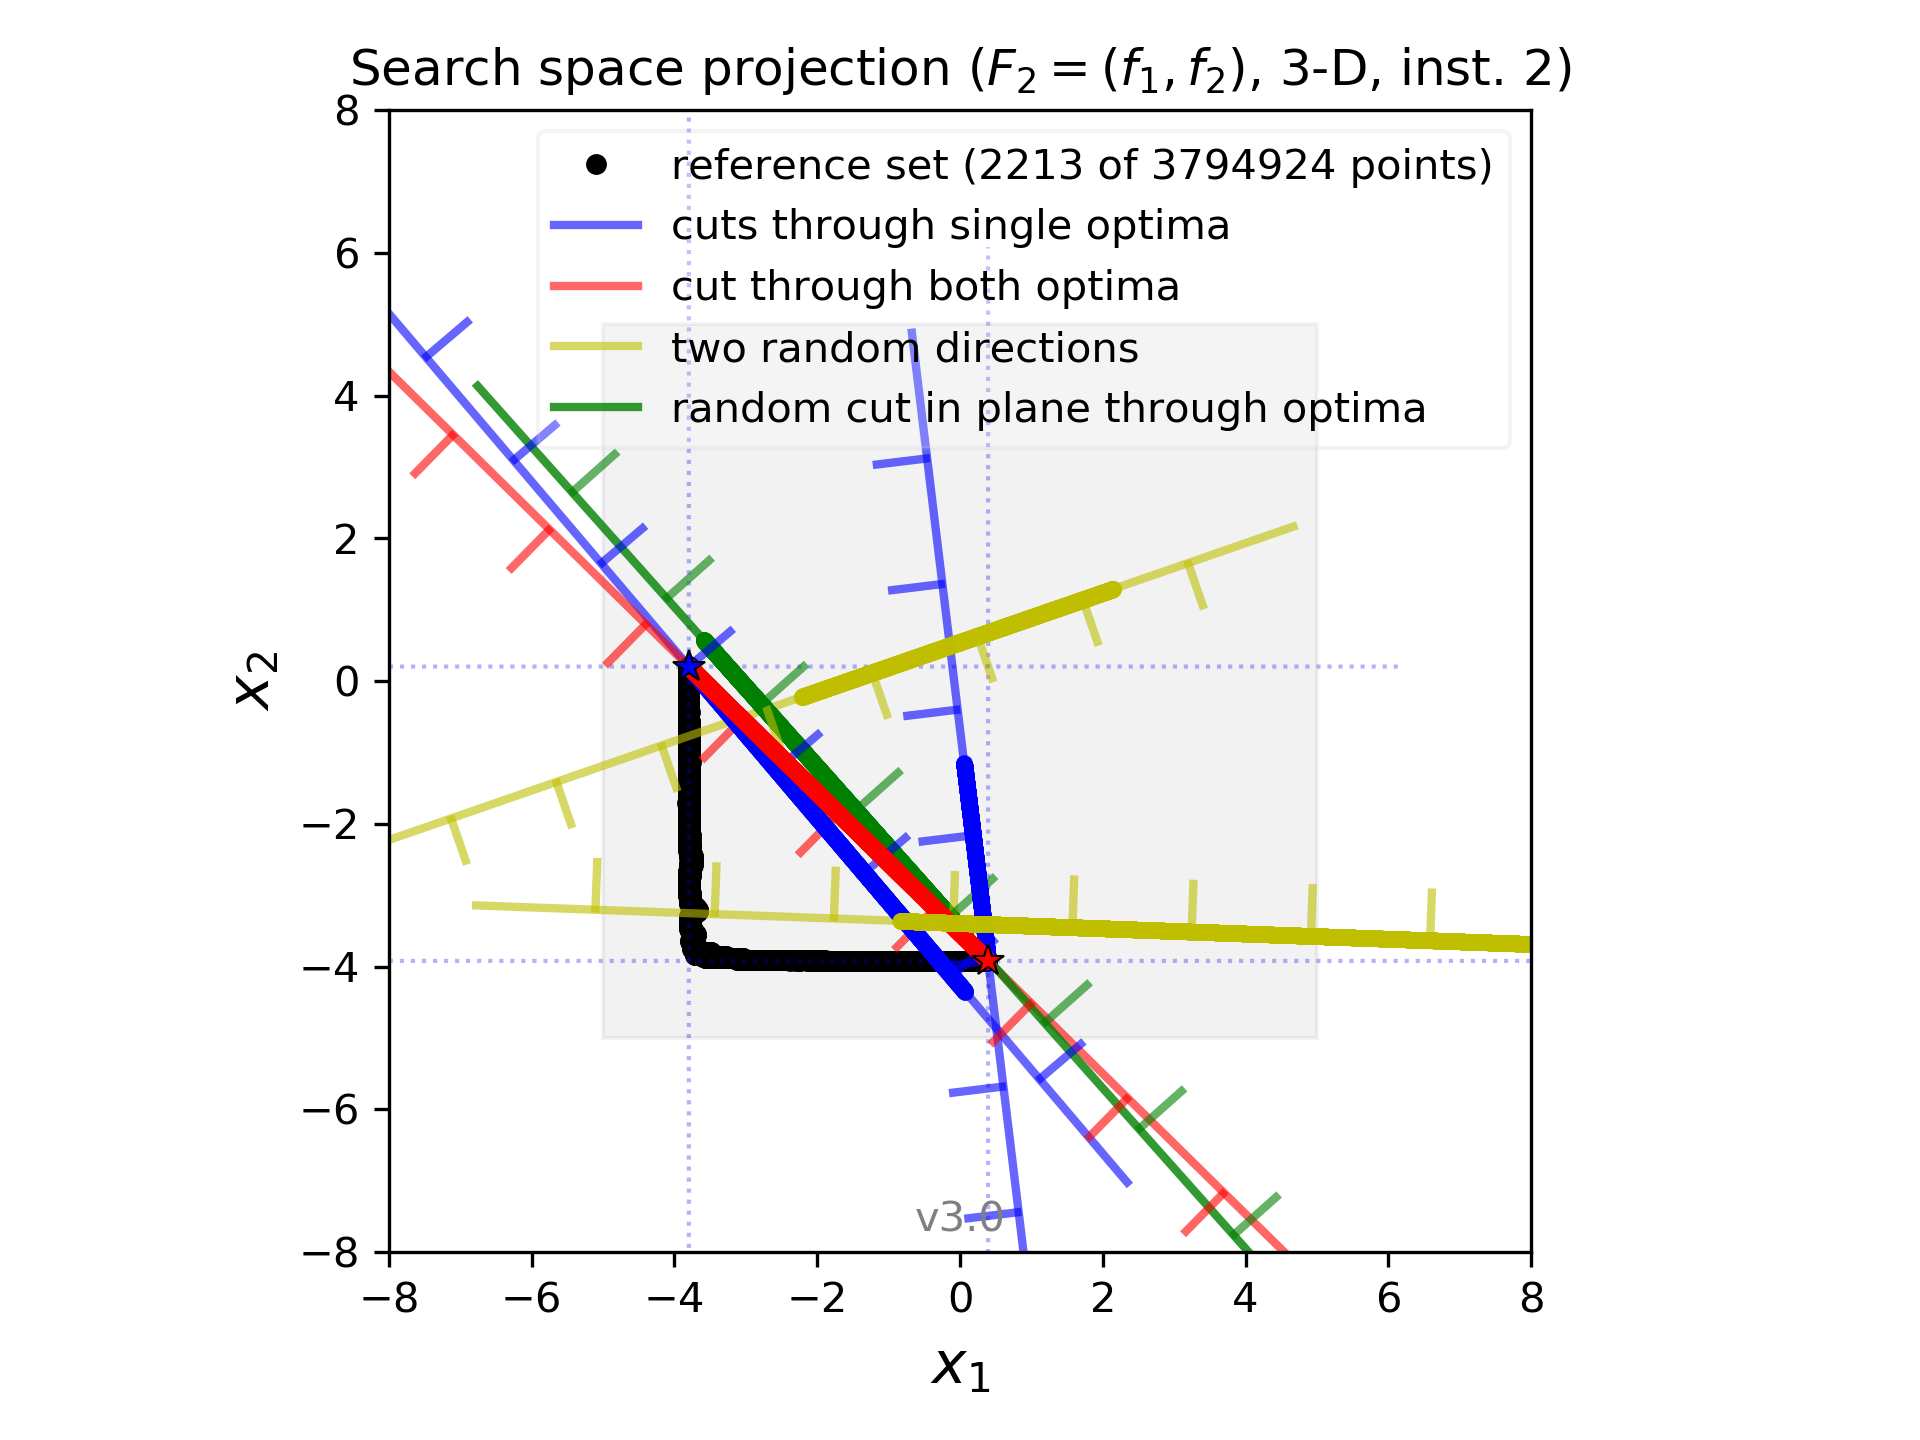 Search space projection (F₂ = (f₁, f₂), 3-D, inst. 2)
reference set (2213 of 3794924 points)
cuts through single optima
cut through both optima
two random directions
random cut in plane through optima
8
6
4
2
0
−2
−4
−6
−8
x₂
v3.0
−8 −6 −4 −2 0 2 4 6 8
x₁